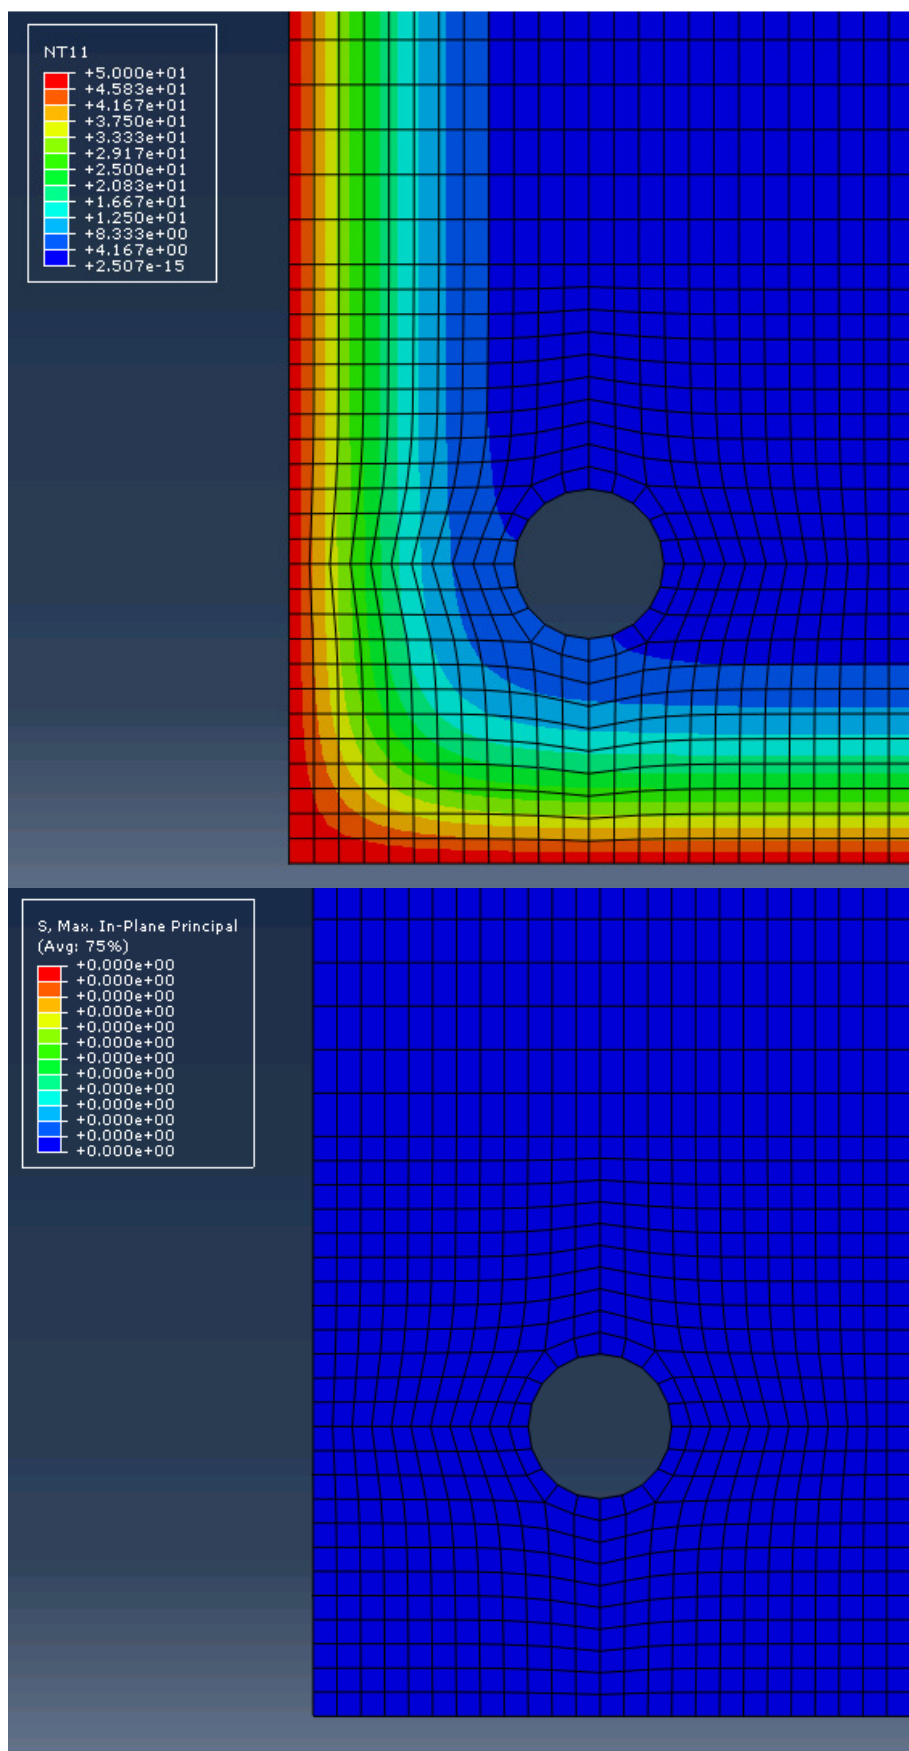 NT11
+5.000e+01
+4.583e+01
+4.167e+01
+3.750e+01
+3.333e+01
+2.917e+01
+2.500e+01
+2.083e+01
+1.667e+01
+1.250e+01
+8.333e+00
+4.167e+00
+2.507e-15
S, Max. In-Plane Principal
(Avg: 75%)
+0.000e+00
+0.000e+00
+0.000e+00
+0.000e+00
+0.000e+00
+0.000e+00
+0.000e+00
+0.000e+00
+0.000e+00
+0.000e+00
+0.000e+00
+0.000e+00
+0.000e+00